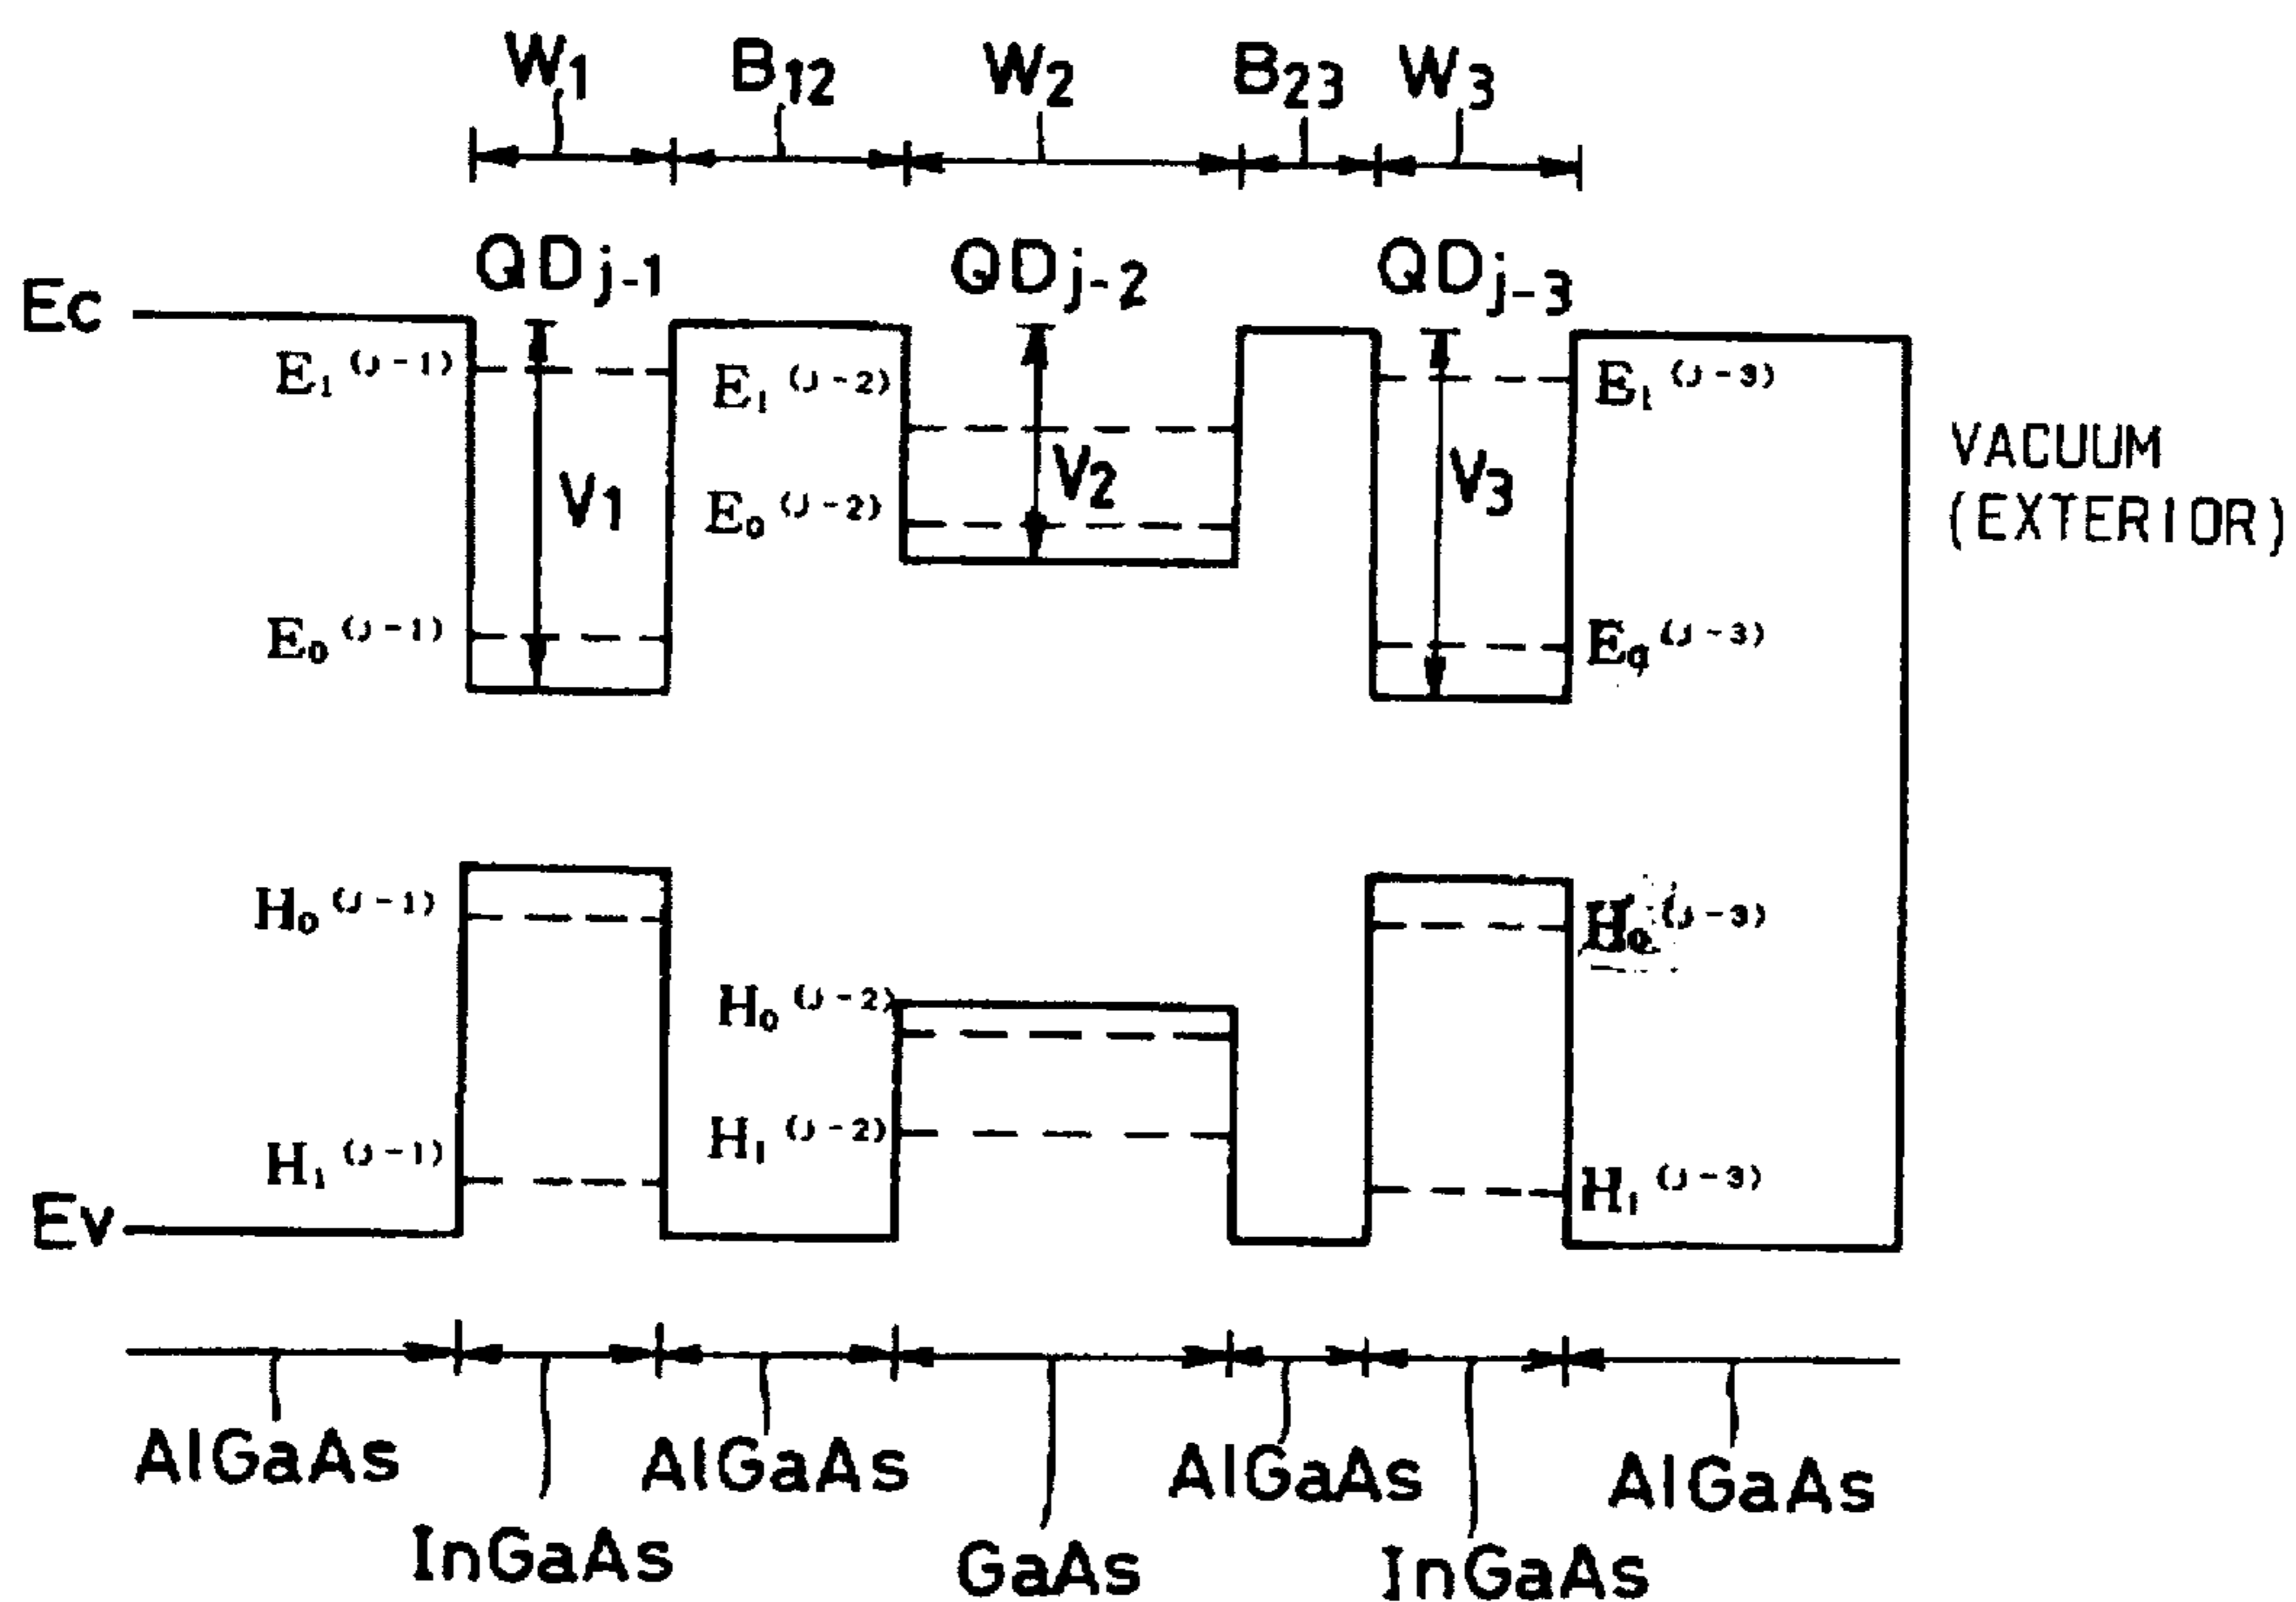 W1 B12 W2 B23 W3
QDj-1 QDj-2 QDj-3
Ec
E1(j-1) E1(j-2) E1(j-3)
VACUUM
(EXTERIOR)
V1 V2 V3
E0(j-2)
E0(j-1) E0(j-3)
H0(j-1) H0(j-3)
H0(j-2)
H1(j-2)
H1(j-1) H1(j-3)
Ev
AlGaAs AlGaAs AlGaAs AlGaAs
InGaAs GaAs InGaAs